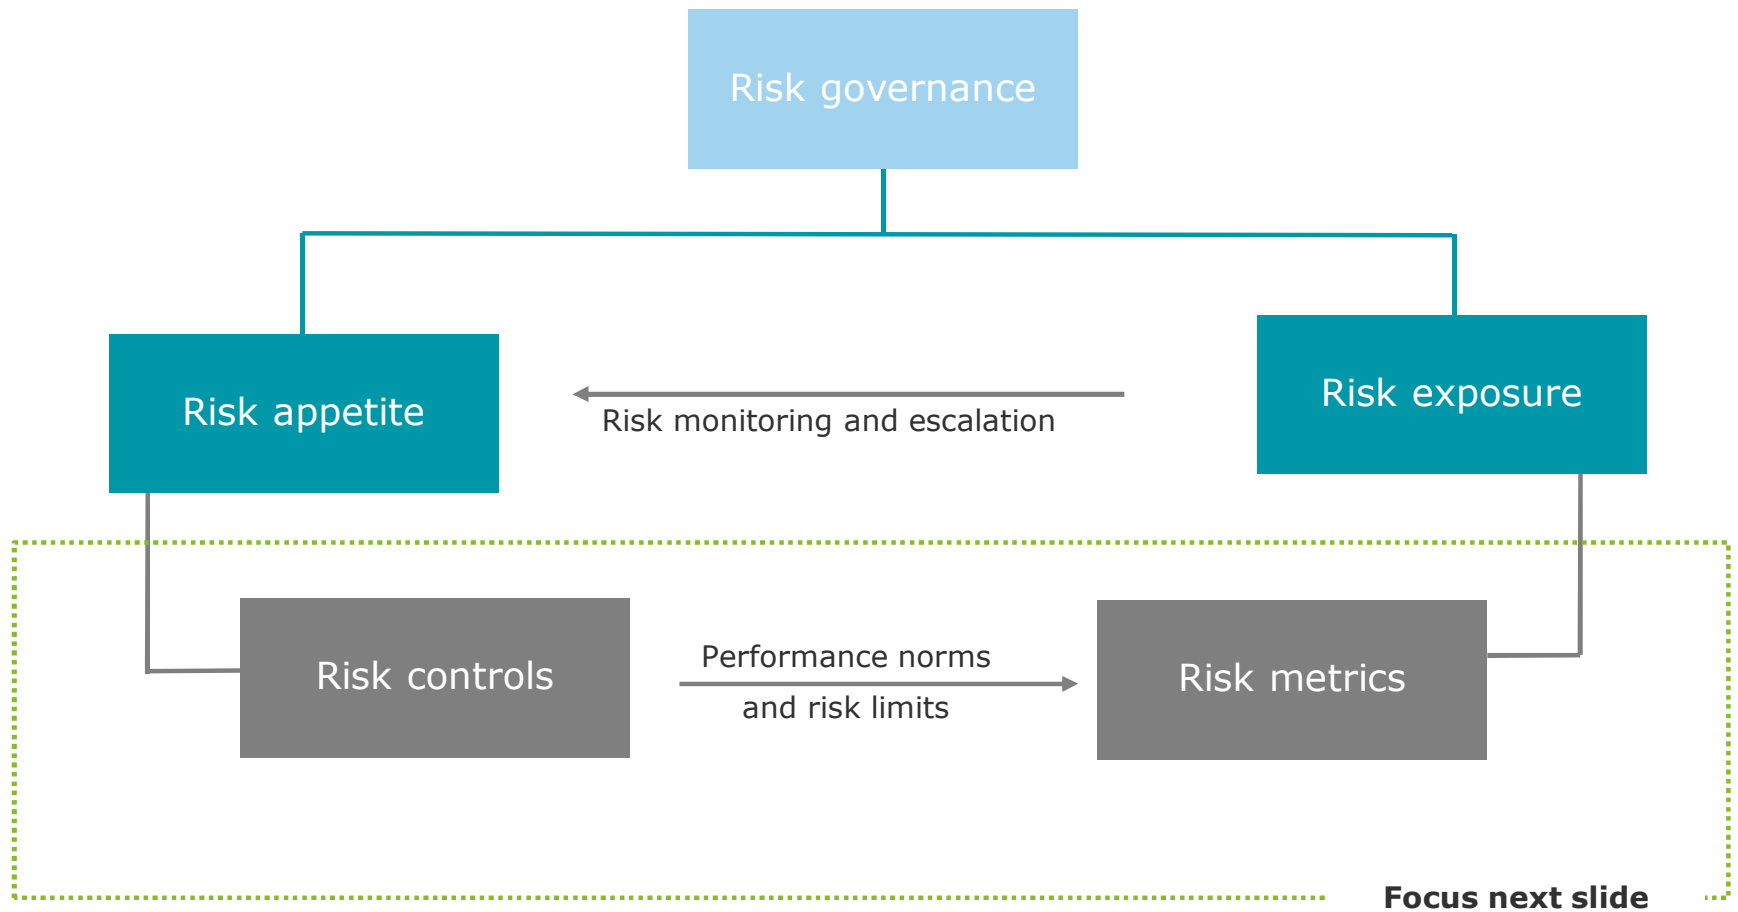 Risk governance
Risk appetite
Risk monitoring and escalation
Risk exposure
Risk controls
Performance norms
and risk limits
Risk metrics
Focus next slide